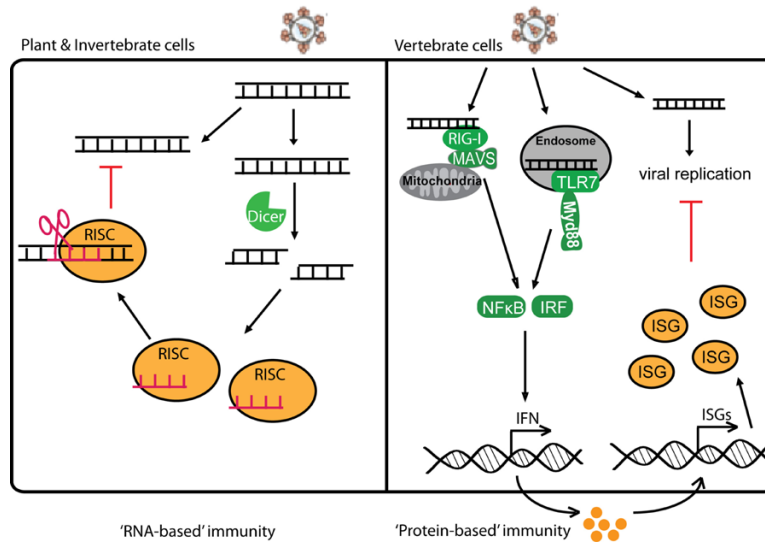 Plant & Invertebrate cells
Vertebrate cells
RIG-I
MAVS
Mitochondria
Endosome
TLR7
Myd88
viral replication
Dicer
RISC
RISC
RISC
NFκB
IRF
ISG
ISG
ISG
ISG
IFN
ISGs
'RNA-based' immunity
'Protein-based' immunity